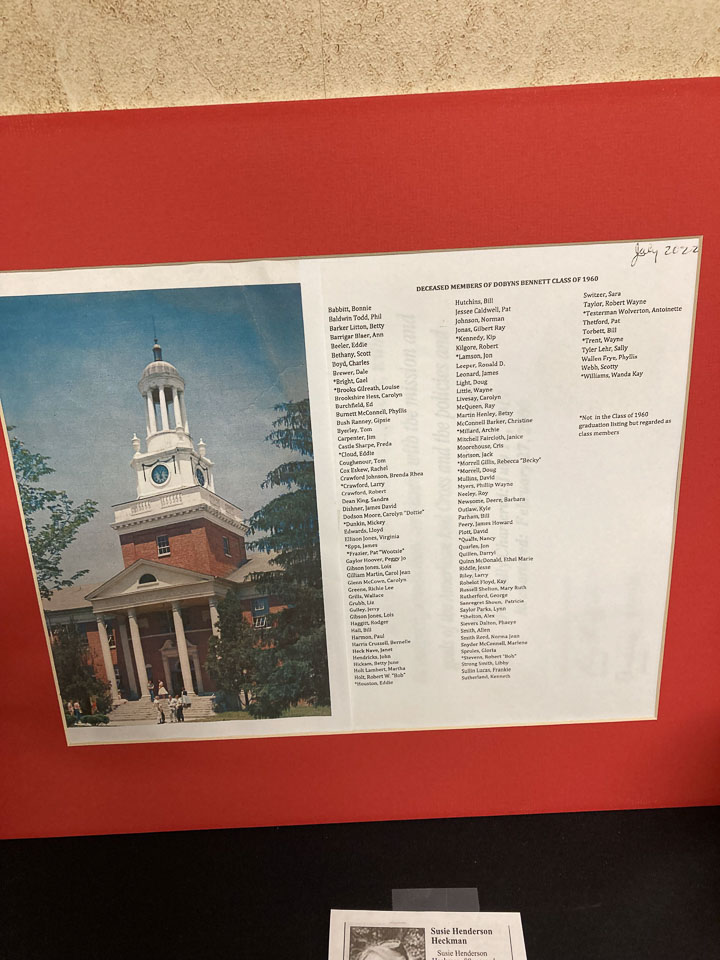 July 2022
DECEASED MEMBERS OF DOBYNS BENNETT CLASS OF 1960
Babbitt, Bonnie
Baldwin Todd, Phil
Barker Litton, Betty
Barrigar Blaer, Ann
Beeler, Eddie
Bethany, Scott
Boyd, Charles
Brewer, Dale
*Bright, Gael
*Brooks Gilreath, Louise
Brookshire Hess, Carolyn
Burchfield, Ed
Burnett McConnell, Phyllis
Bush Ranney, Gipsie
Byerley, Tom
Carpenter, Jim
Castle Sharpe, Freda
*Cloud, Eddie
Coughenour, Tom
Cox Eskew, Rachel
Crawford Johnson, Brenda Rhea
*Crawford, Larry
Crawford, Robert
Dean King, Sandra
Dishner, James David
Dodson Moore, Carolyn "Dottie"
*Dunkin, Mickey
Edwards, Lloyd
Ellison Jones, Virginia
*Epps, James
*Frazier, Pat "Wootsie"
Gaylor Hoover, Peggy Jo
Gibson Jones, Lois
Gilliam Martin, Carol Jean
Glenn McCown, Carolyn
Greene, Richie Lee
Grills, Wallace
Grubb, Liz
Gulley, Jerry
Gibson Jones, Lois
Haggitt, Rodger
Hall, Bill
Harmon, Paul
Harris Crussell, Bernelle
Heck Nave, Janet
Hendricks, John
Hickam, Betty June
Holt Lambert, Martha
Holt, Robert W. "Bob"
*Houston, Eddie
Hutchins, Bill
Jessee Caldwell, Pat
Johnson, Norman
Jonas, Gilbert Ray
*Kennedy, Kip
Kilgore, Robert
*Lamson, Jon
Leeper, Ronald D.
Leonard, James
Light, Doug
Little, Wayne
Livesay, Carolyn
McQueen, Ray
Martin Henley, Betsy
McConnell Barker, Christine
*Millard, Archie
Mitchell Faircloth, Janice
Moorehouse, Cris
Morison, Jack
*Morrell Gillis, Rebecca "Becky"
*Morrell, Doug
Mullins, David
Myers, Phillip Wayne
Neeley, Roy
Newsome, Deere, Barbara
Outlaw, Kyle
Parham, Bill
Peery, James Howard
Plott, David
*Qualls, Nancy
Quarles, Jon
Quillen, Darryl
Quinn McDonald, Ethel Marie
Riddle, Jesse
Riley, Larry
Robelot Floyd, Kay
Russell Shelton, Mary Ruth
Rutherford, George
Shown, Patricia
Saylor Parks, Lynn
*Shelton, Alex
Sievers Dalton, Phanye
Smith, Allen
Smith Reed, Norma Jean
Snyder McConnell, Marlena
Sproles, Gloria
*Stevens, Robert "Bob"
Strong Smith, Libby
Sullin Lucas, Frankie
Sutherland, Kenneth
Switzer, Sara
Taylor, Robert Wayne
*Testerman Wolverton, Antoinette
Thetford, Pat
Torbett, Bill
*Trent, Wayne
Tyler Lehr, Sally
Wallen Frye, Phyllis
Webb, Scotty
*Williams, Wanda Kay
*Not in the Class of 1960
graduation listing but regarded as
class members
Susie Henderson
Heckman
Susie Henderson